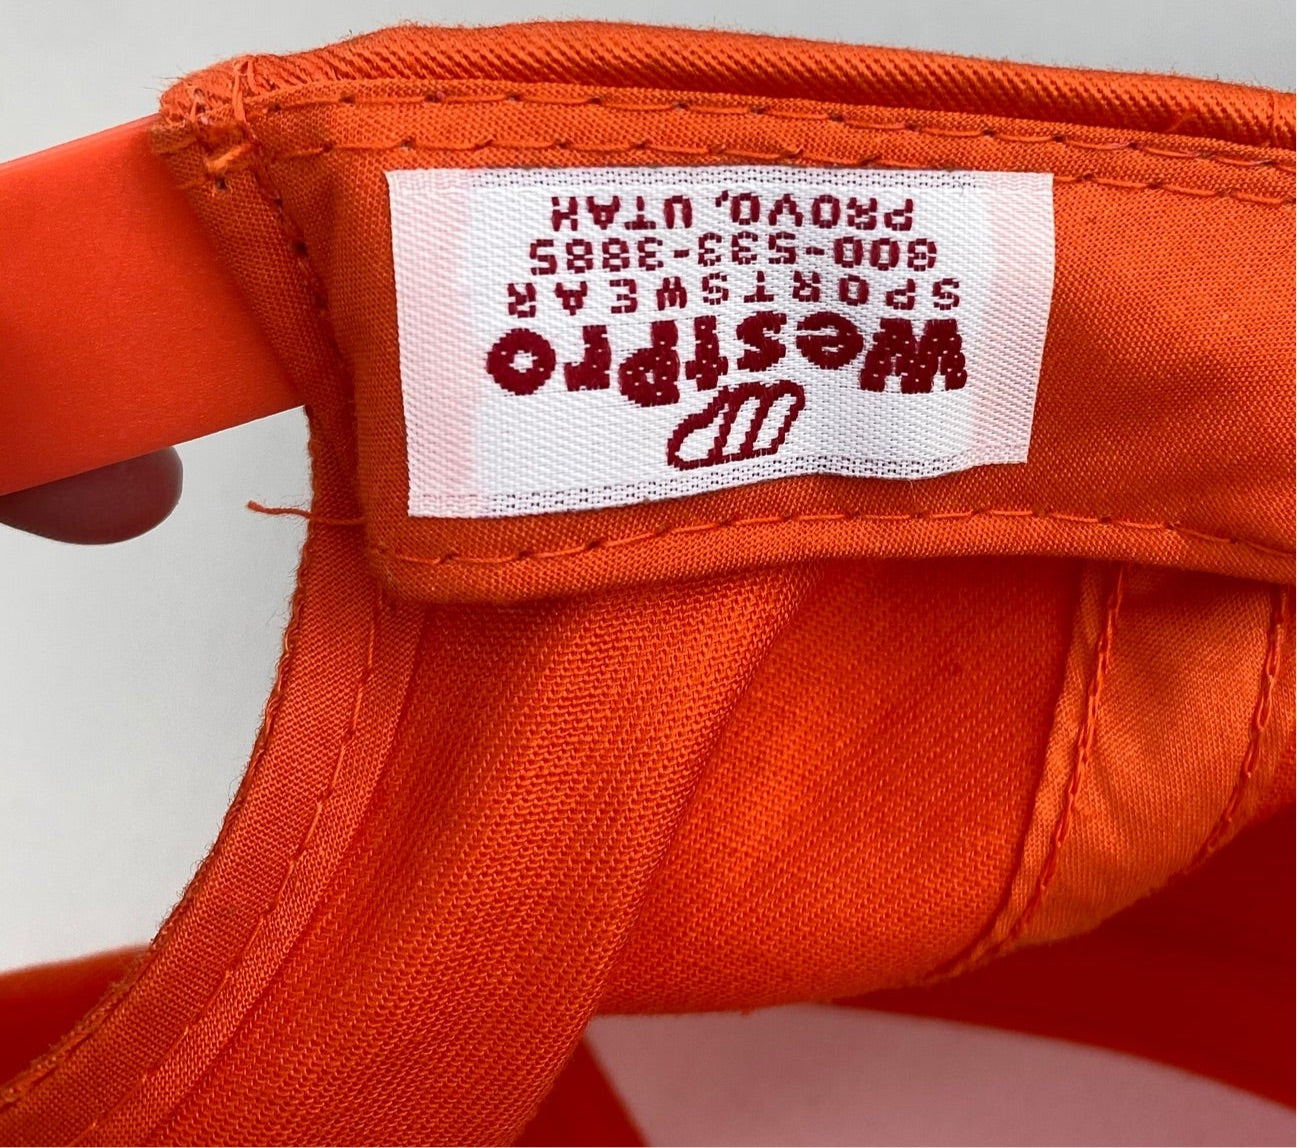 WestPro
SPORTSWEAR
800-533-3885
PROVO, UTAH